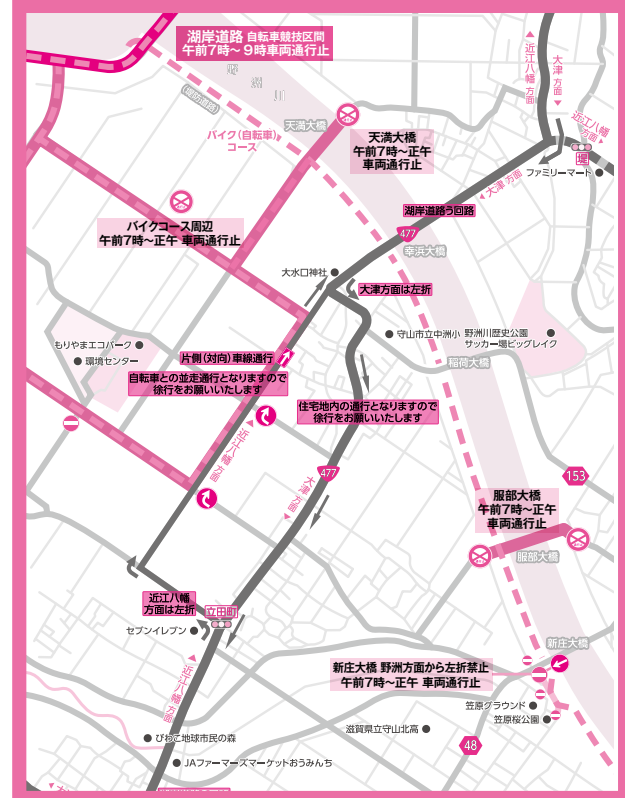 湖岸道路 自転車競技区間
午前7時～9時車両通行止
野洲川
(堤防道路)
バイク(自転車)
コース
天満大橋
天満大橋
午前7時～正午
車両通行止
近江八幡方面
大津方面
近江八幡方面
堤
ファミリーマート
大津方面
湖岸道路う回路
477
幸浜大橋
バイクコース周辺
午前7時～正午 車両通行止
大水口神社
大津方面は左折
守山市立中洲小
野洲川歴史公園
サッカー場ビッグレイク
もりやまエコパーク
環境センター
片側(対向)車線通行
自転車との並走通行となりますので
徐行をお願いいたします
稲荷大橋
住宅地内の通行となりますので
徐行をお願いいたします
近江八幡方面
477
大津方面
153
服部大橋
午前7時～正午
車両通行止
服部大橋
近江八幡
方面は左折
立田町
セブンイレブン
新庄大橋
新庄大橋 野洲方面から左折禁止
午前7時～正午 車両通行止
近江八幡方面
笠原グラウンド
笠原桜公園
滋賀県立守山北高
48
びわこ地球市民の森
JAファーマーズマーケットおうみんち